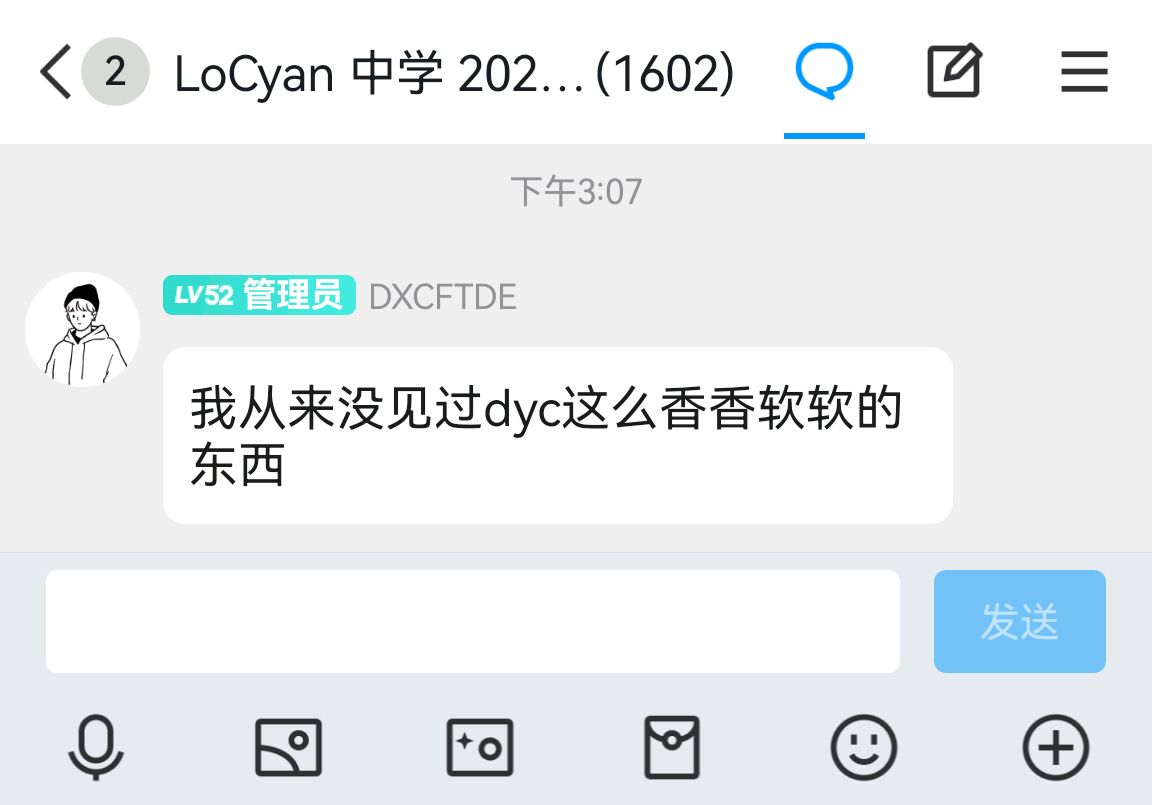 2
LoCyan 中学 202... (1602)
下午3:07
LV52 管理员 DXCFTDE
我从来没见过dyc这么香香软软的
东西
发送